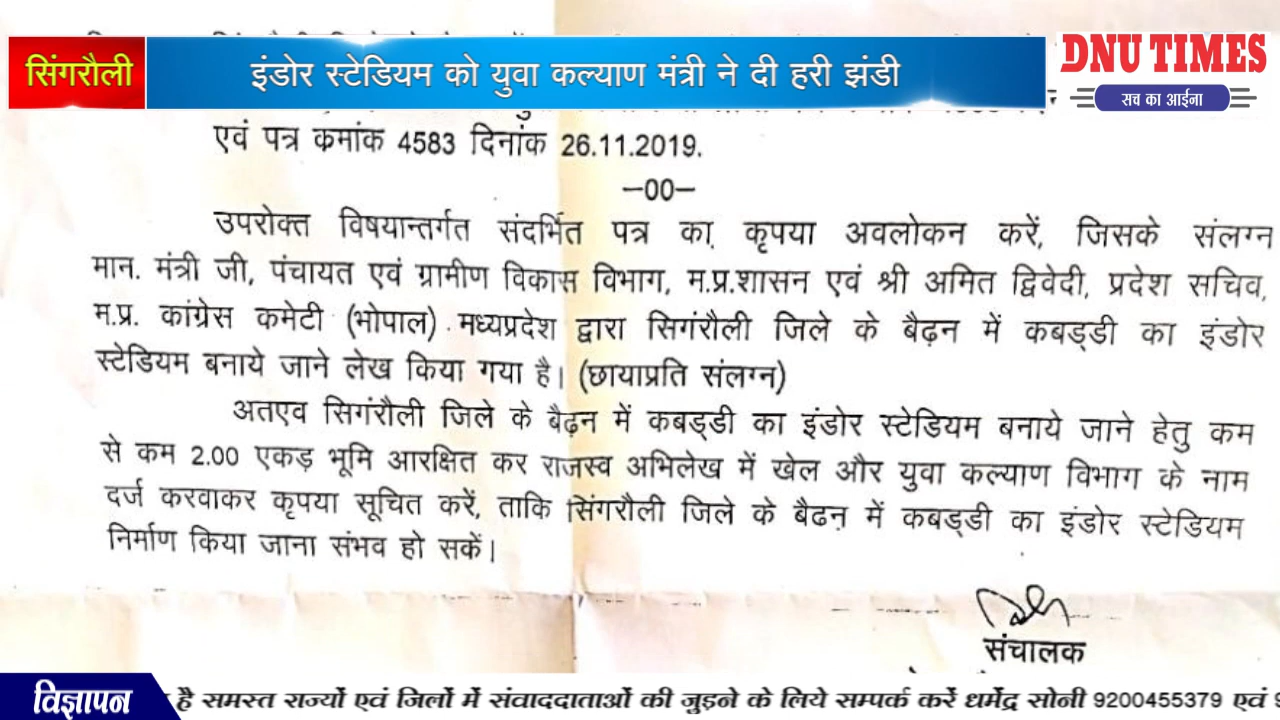 सिंगरौली
इंडोर स्टेडियम को युवा कल्याण मंत्री ने दी हरी झंडी
DNU TIMES
सच का आईना
एवं पत्र क्रमांक 4583 दिनांक 26.11.2019.
—00—
उपरोक्त विषयान्तर्गत संदर्भित पत्र का कृपया अवलोकन करें, जिसके संलग्न
मान. मंत्री जी, पंचायत एवं ग्रामीण विकास विभाग, म.प्र.शासन एवं श्री अमित द्विवेदी, प्रदेश सचिव,
म.प्र. कांग्रेस कमेटी (भोपाल) मध्यप्रदेश द्वारा सिगंरौली जिले के बैढ़न में कबड्डी का इंडोर
स्टेडियम बनाये जाने लेख किया गया है। (छायाप्रति संलग्न)
अतएव सिगंरौली जिले के बैढ़न में कबड्डी का इंडोर स्टेडियम बनाये जाने हेतु कम
से कम 2.00 एकड़ भूमि आरक्षित कर राजस्व अभिलेख में खेल और युवा कल्याण विभाग के नाम
दर्ज करवाकर कृपया सूचित करें, ताकि सिंगरौली जिले के बैढन में कबड्डी का इंडोर स्टेडियम
निर्माण किया जाना संभव हो सकें।
संचालक
विज्ञापन
है समस्त राज्यों एवं जिलों में संवाददाताओं की जुड़ने के लिये सम्पर्क करें धर्मेंद्र सोनी 9200455379 एवं